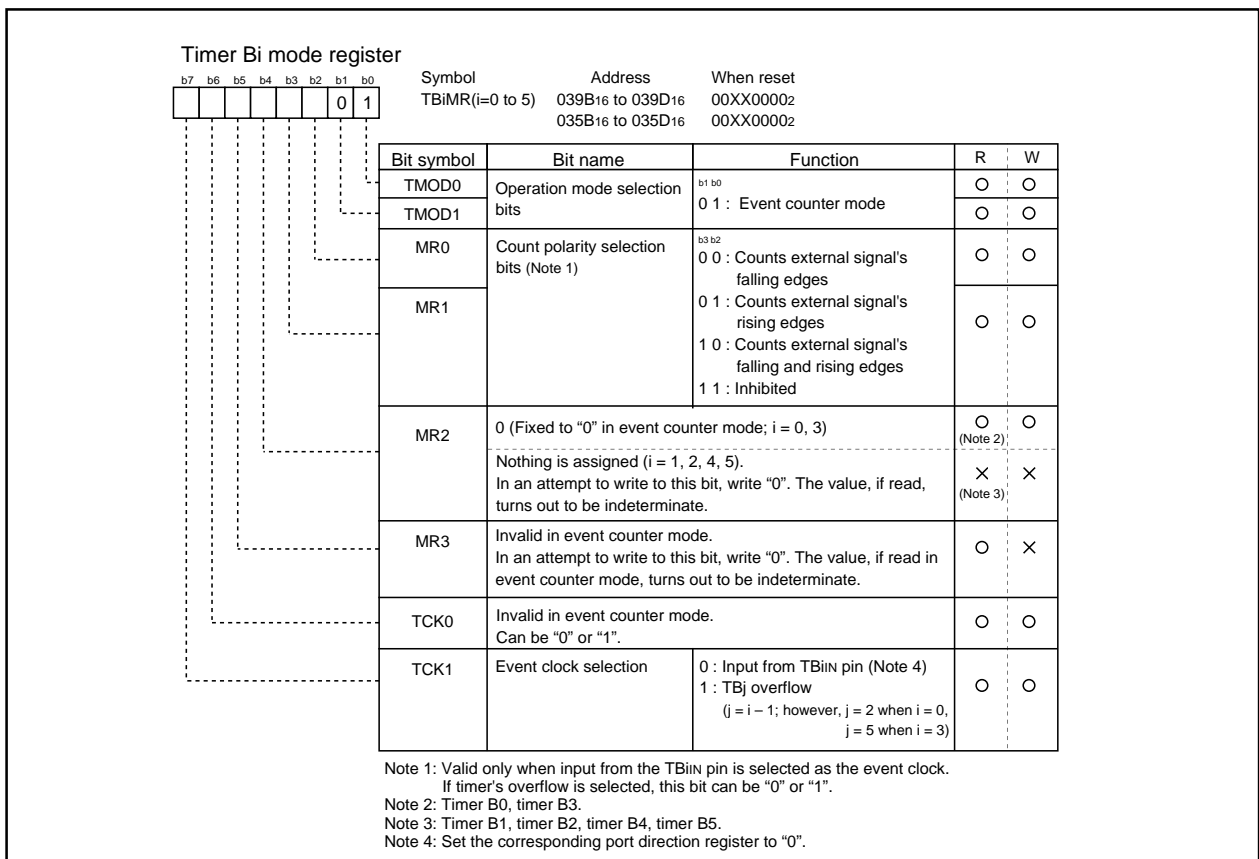 Timer Bi mode register
b7 b6 b5 b4 b3 b2 b1 b0
0 1
Symbol Address When reset
TBiMR(i=0 to 5) 039B16 to 039D16 00XX00002
035B16 to 035D16 00XX00002
Bit symbol Bit name Function R W
TMOD0 Operation mode selection bits
TMOD1
b1 b0
0 1 : Event counter mode
MR0 Count polarity selection
bits (Note 1)
MR1
b3 b2
0 0 : Counts external signal's
falling edges
0 1 : Counts external signal's
rising edges
1 0 : Counts external signal's
falling and rising edges
1 1 : Inhibited
MR2
0 (Fixed to “0” in event counter mode; i = 0, 3)
(Note 2)
Nothing is assigned (i = 1, 2, 4, 5).
In an attempt to write to this bit, write “0”. The value, if read,
turns out to be indeterminate.
(Note 3)
MR3
Invalid in event counter mode.
In an attempt to write to this bit, write “0”. The value, if read in
event counter mode, turns out to be indeterminate.
TCK0
Invalid in event counter mode.
Can be “0” or “1”.
TCK1 Event clock selection
0 : Input from TBiIN pin (Note 4)
1 : TBj overflow
(j = i – 1; however, j = 2 when i = 0,
j = 5 when i = 3)
Note 1: Valid only when input from the TBiIN pin is selected as the event clock.
If timer's overflow is selected, this bit can be “0” or “1”.
Note 2: Timer B0, timer B3.
Note 3: Timer B1, timer B2, timer B4, timer B5.
Note 4: Set the corresponding port direction register to “0”.